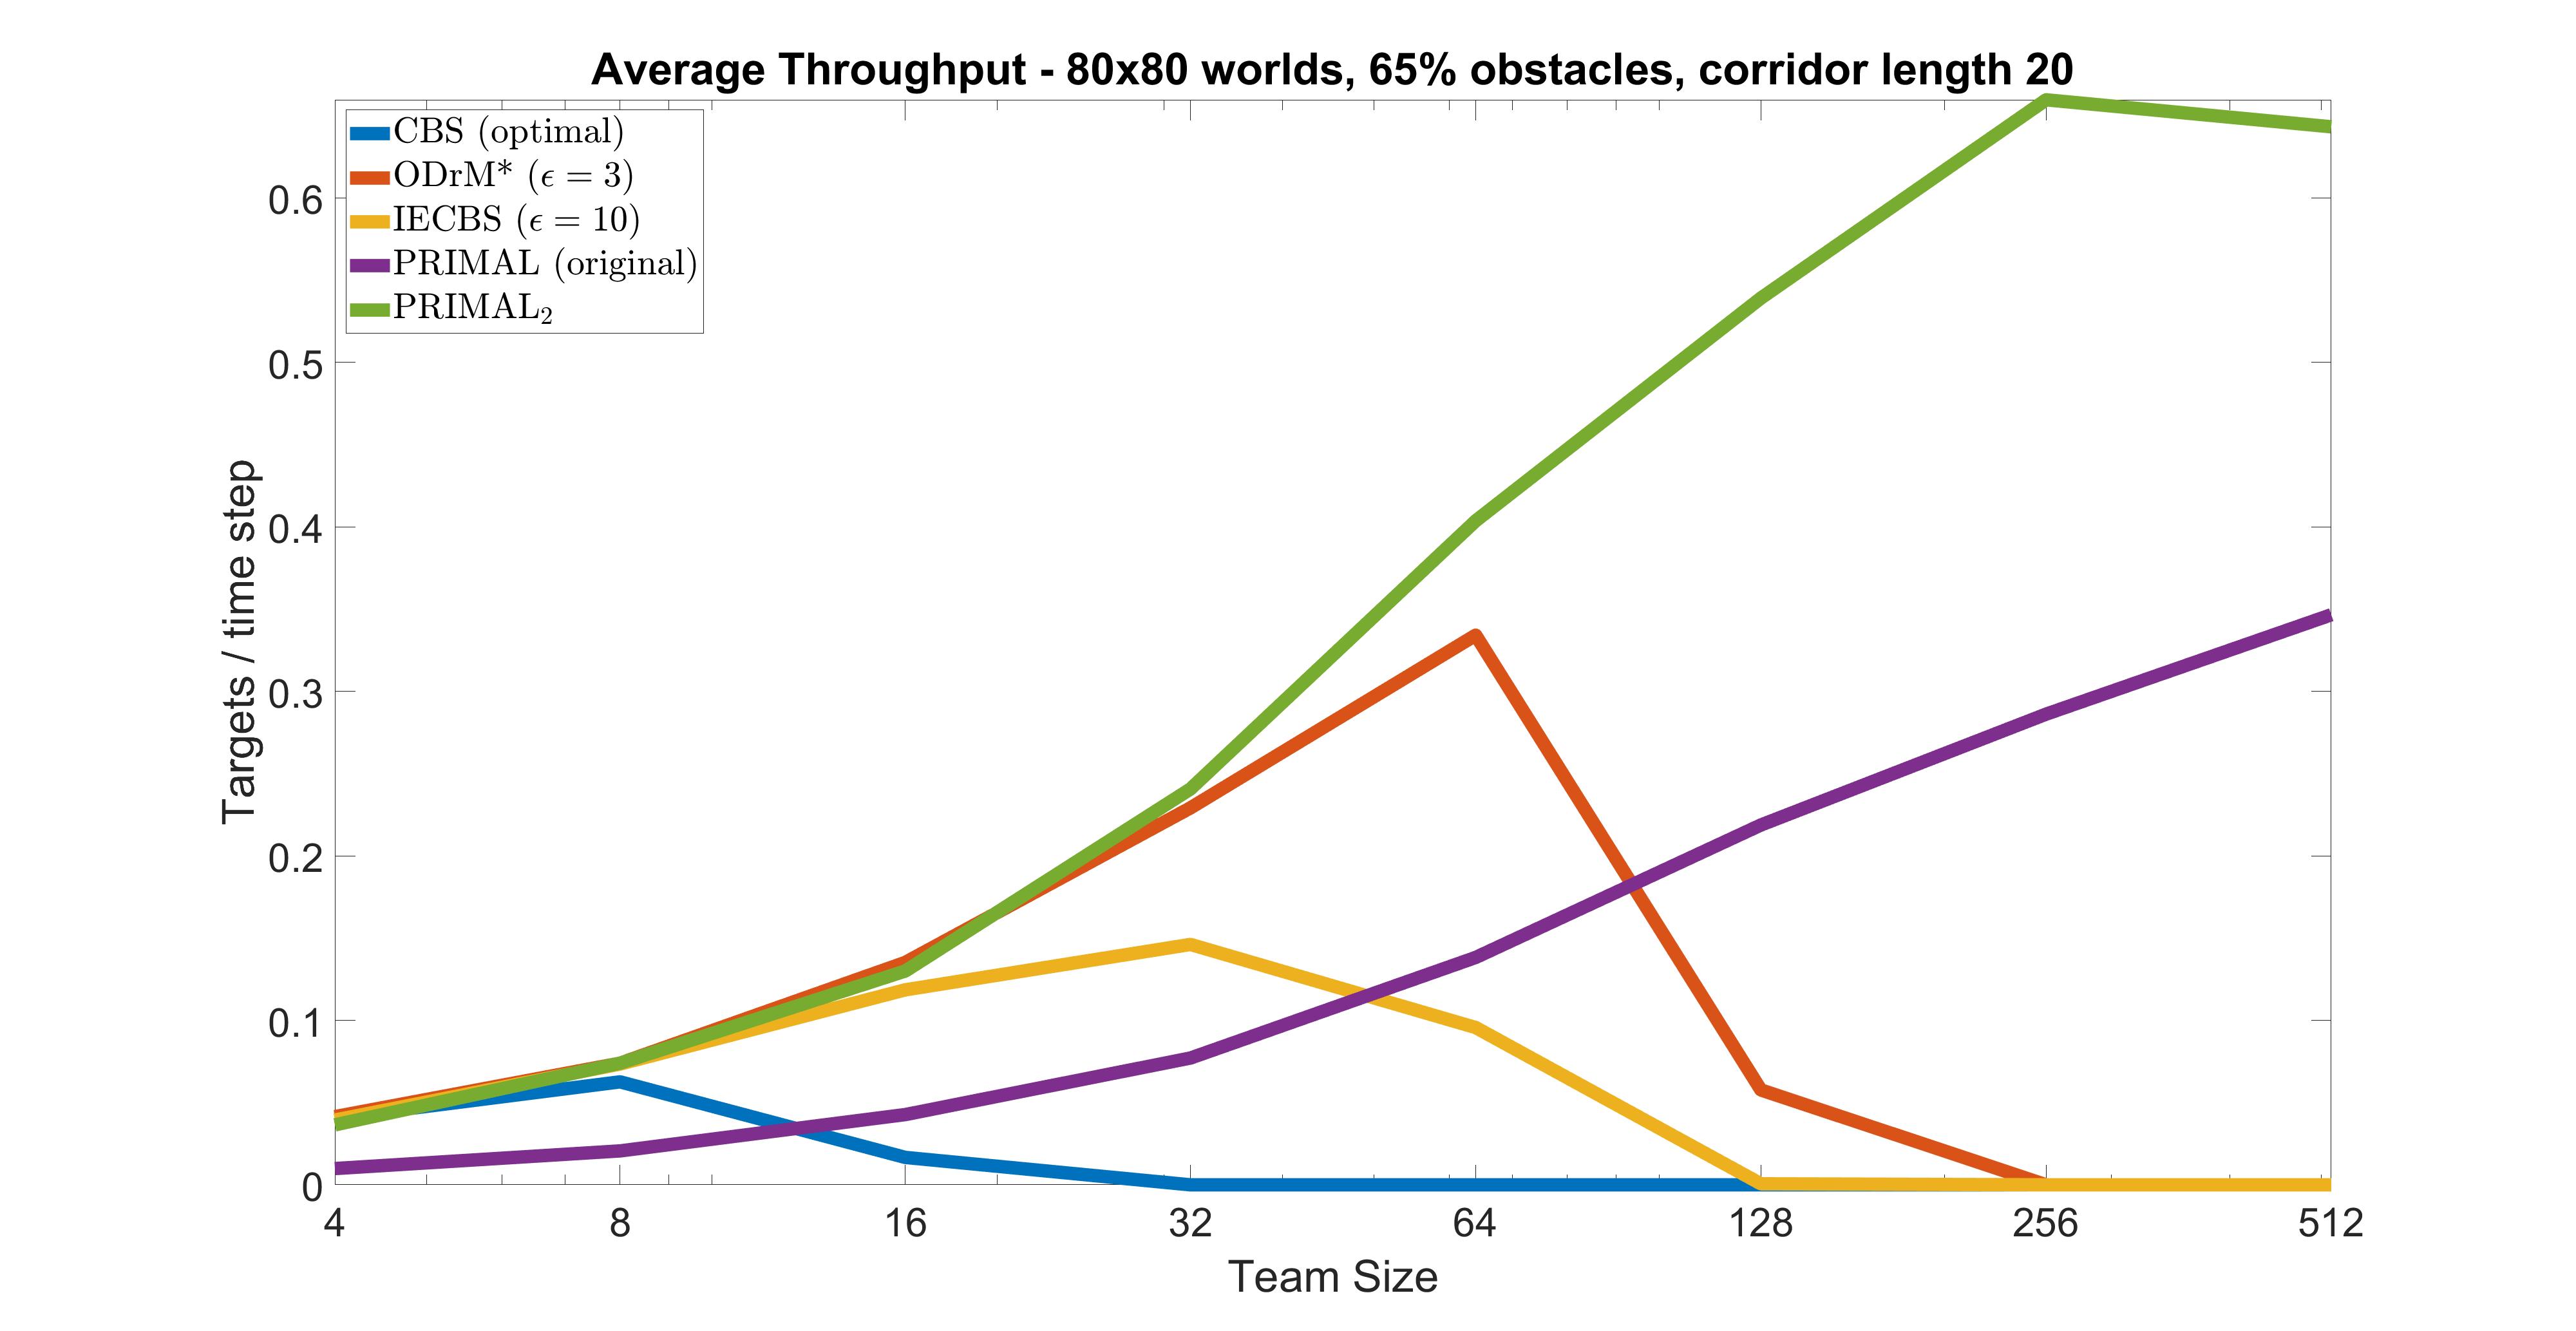 Average Throughput - 80x80 worlds, 65% obstacles, corridor length 20
CBS (optimal)
ODrM* (ϵ = 3)
IECBS (ϵ = 10)
PRIMAL (original)
PRIMAL₂
Targets / time step
0.6
0.5
0.4
0.3
0.2
0.1
0
4 8 16 32 64 128 256 512
Team Size